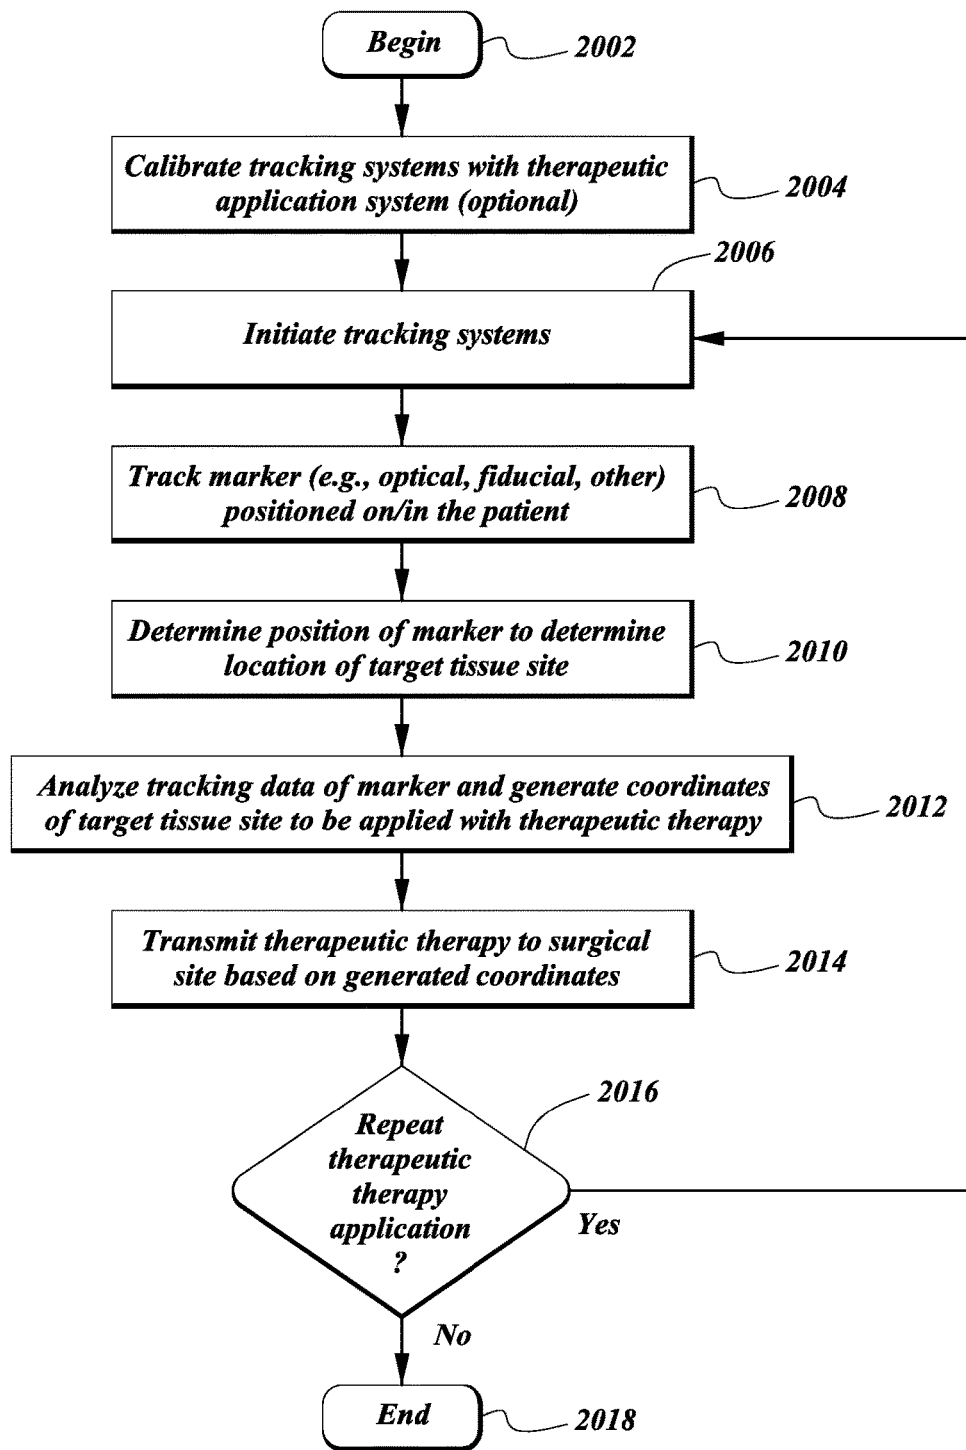 Begin
2002
Calibrate tracking systems with therapeutic
application system (optional)
2004
2006
Initiate tracking systems
Track marker (e.g., optical, fiducial, other)
positioned on/in the patient
2008
Determine position of marker to determine
location of target tissue site
2010
Analyze tracking data of marker and generate coordinates
of target tissue site to be applied with therapeutic therapy
2012
Transmit therapeutic therapy to surgical
site based on generated coordinates
2014
2016
Repeat
therapeutic
therapy
application
?
Yes
No
End
2018